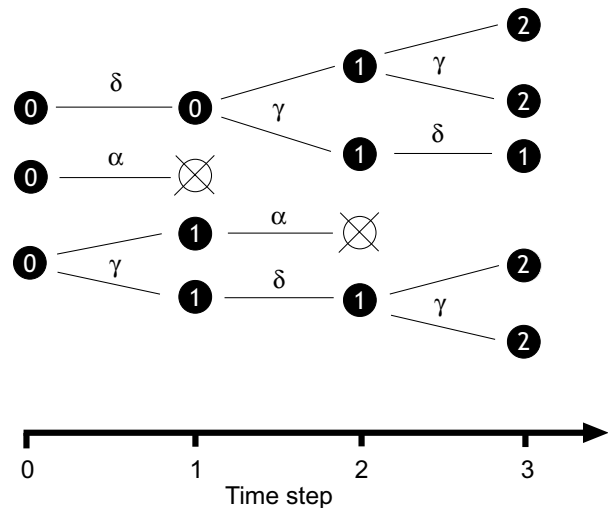 2
δ 1 γ
0 0 γ 2
α 1 δ 1
0
1 α
0 γ 2
1 δ 1 γ
2
0 1 2 3
Time step